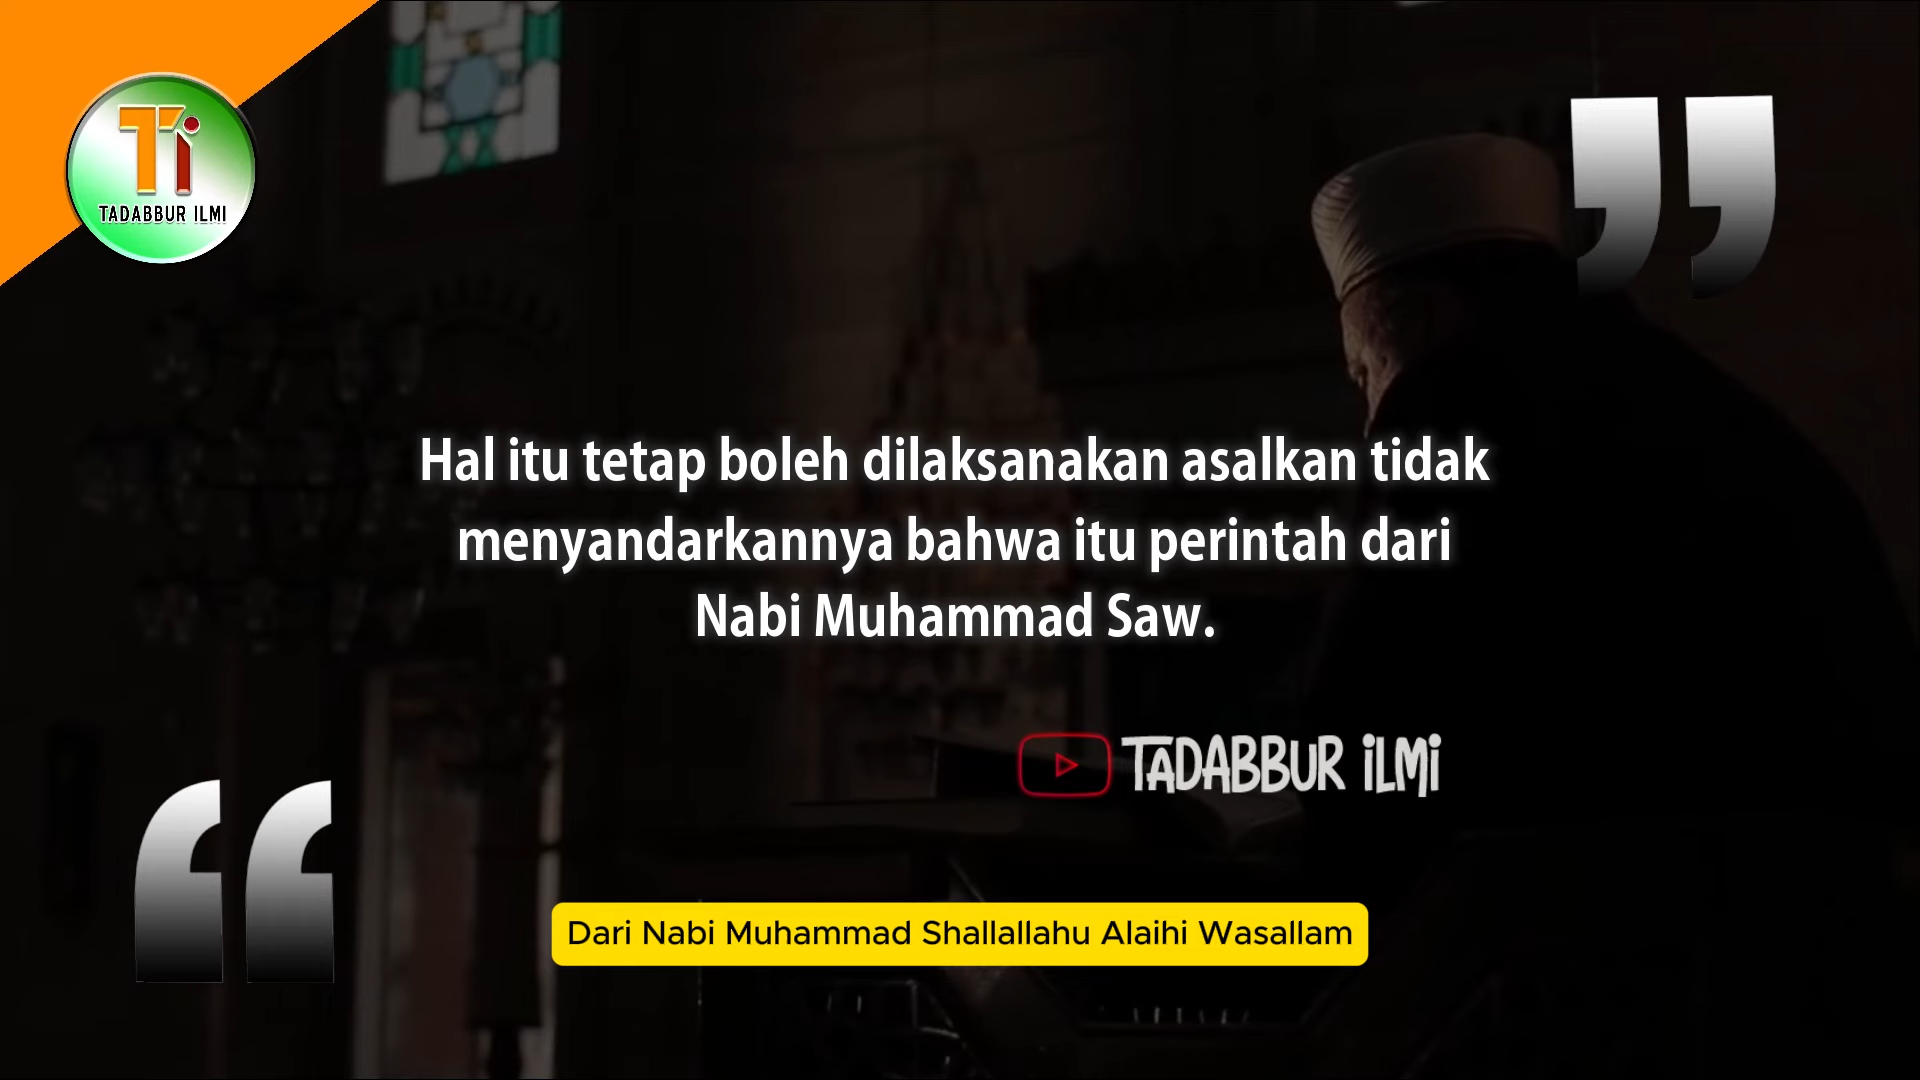 Ti
TADABBUR ILMI
Hal itu tetap boleh dilaksanakan asalkan tidak
menyandarkannya bahwa itu perintah dari
Nabi Muhammad Saw.
TADABBUR iLMi
Dari Nabi Muhammad Shallallahu Alaihi Wasallam